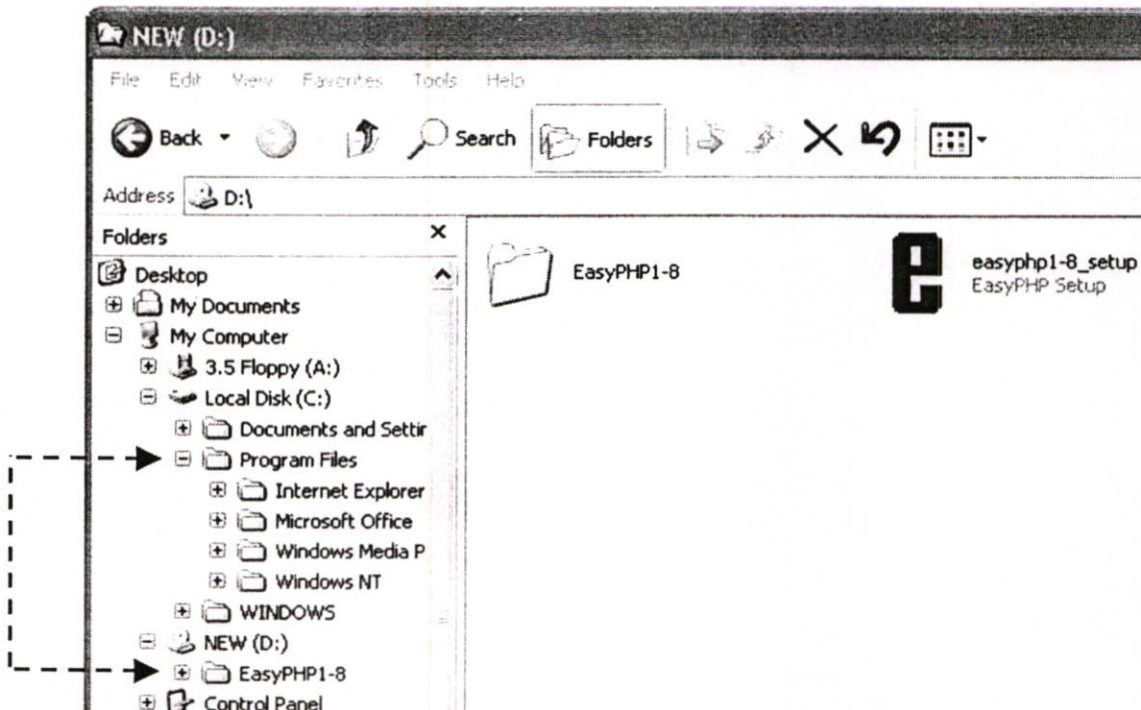 NEW (D:)
File Edit View Favorites Tools Help
Back Search Folders
Address D:\
Folders
Desktop
My Documents
My Computer
3.5 Floppy (A:)
Local Disk (C:)
Documents and Settir
Program Files
Internet Explorer
Microsoft Office
Windows Media P
Windows NT
WINDOWS
NEW (D:)
EasyPHP1-8
Control Panel
EasyPHP1-8
easyphp1-8_setup
EasyPHP Setup